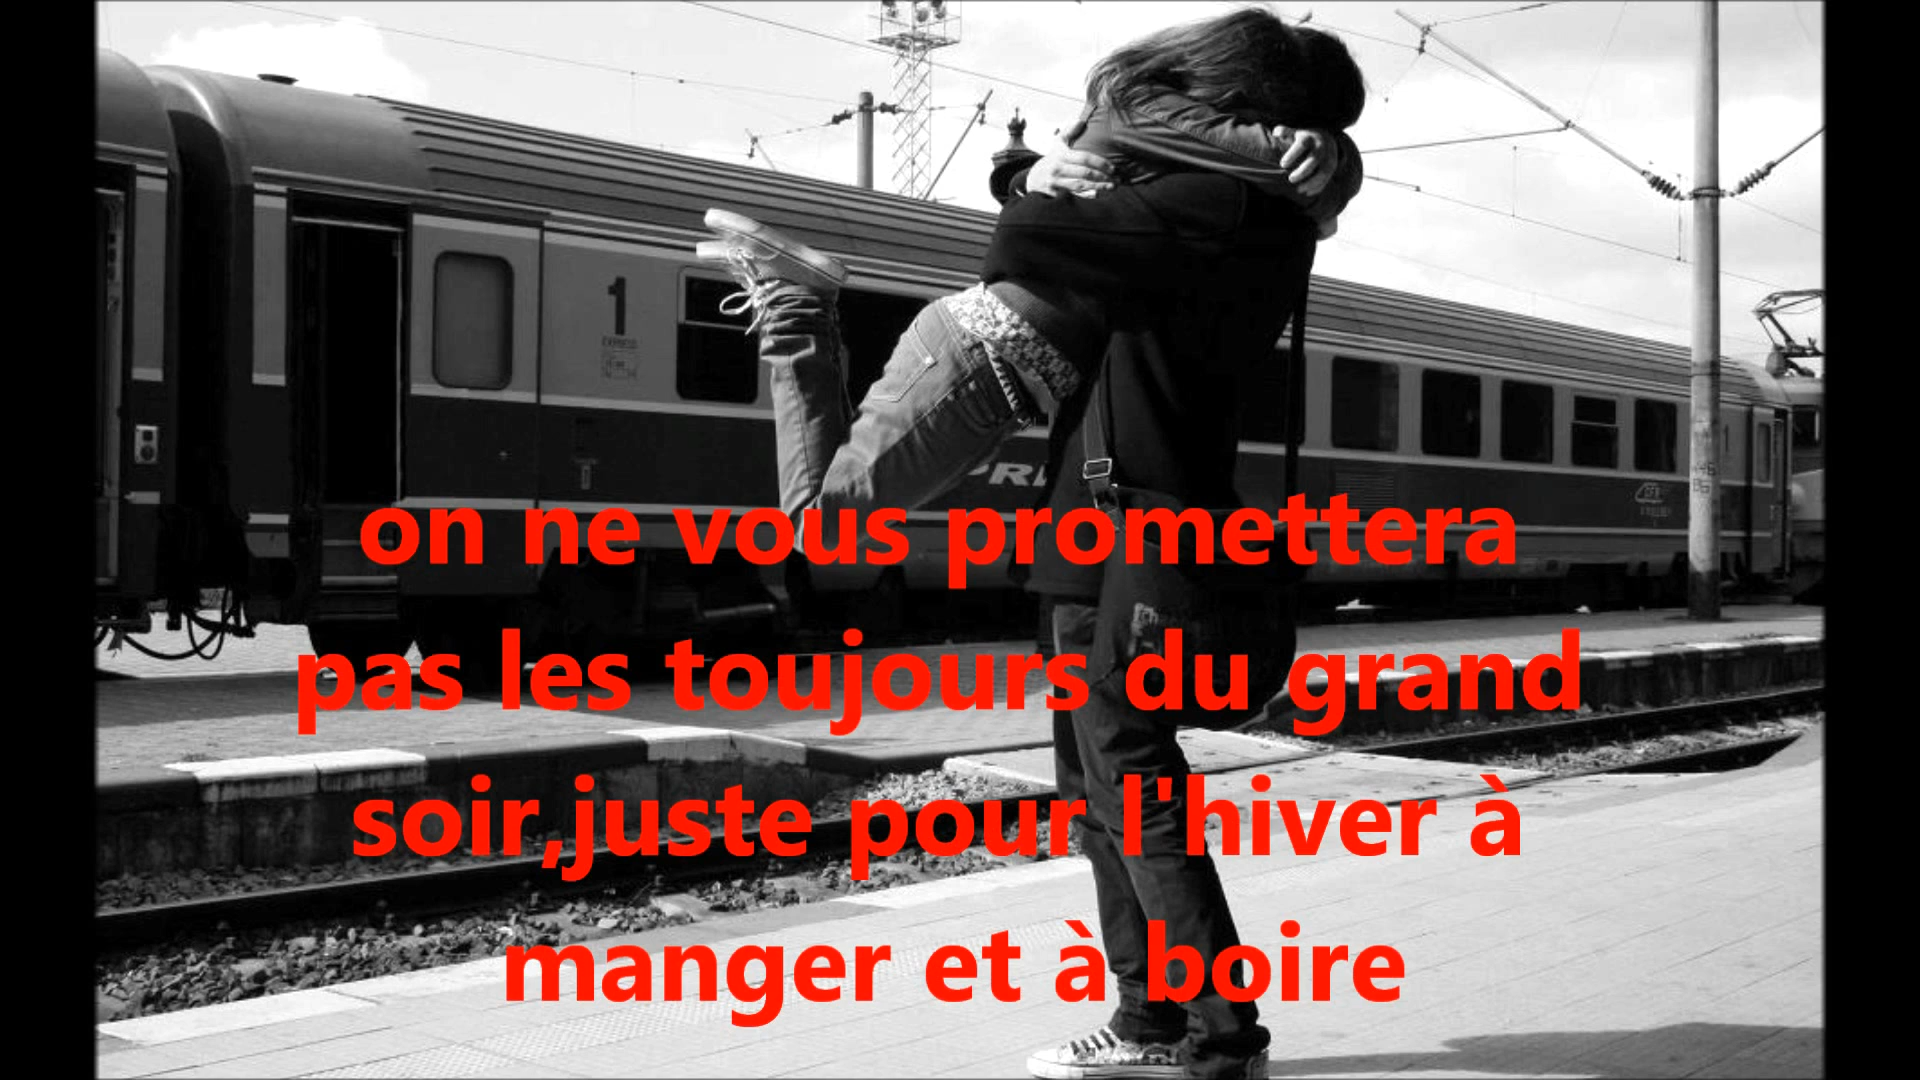 1
on ne vous promettera
pas les toujours du grand
soir,juste pour l'hiver à
manger et à boire